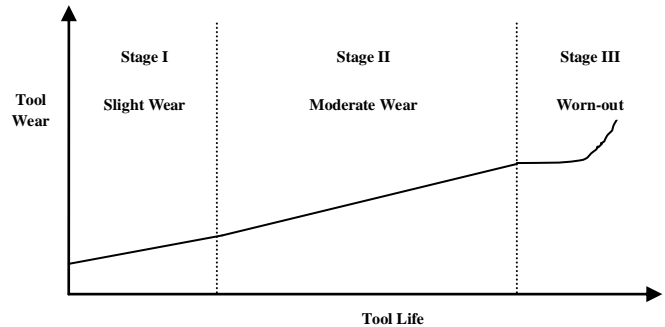 Stage I
Stage II
Stage III
Slight Wear
Moderate Wear
Worn-out
Tool
Wear
Tool Life